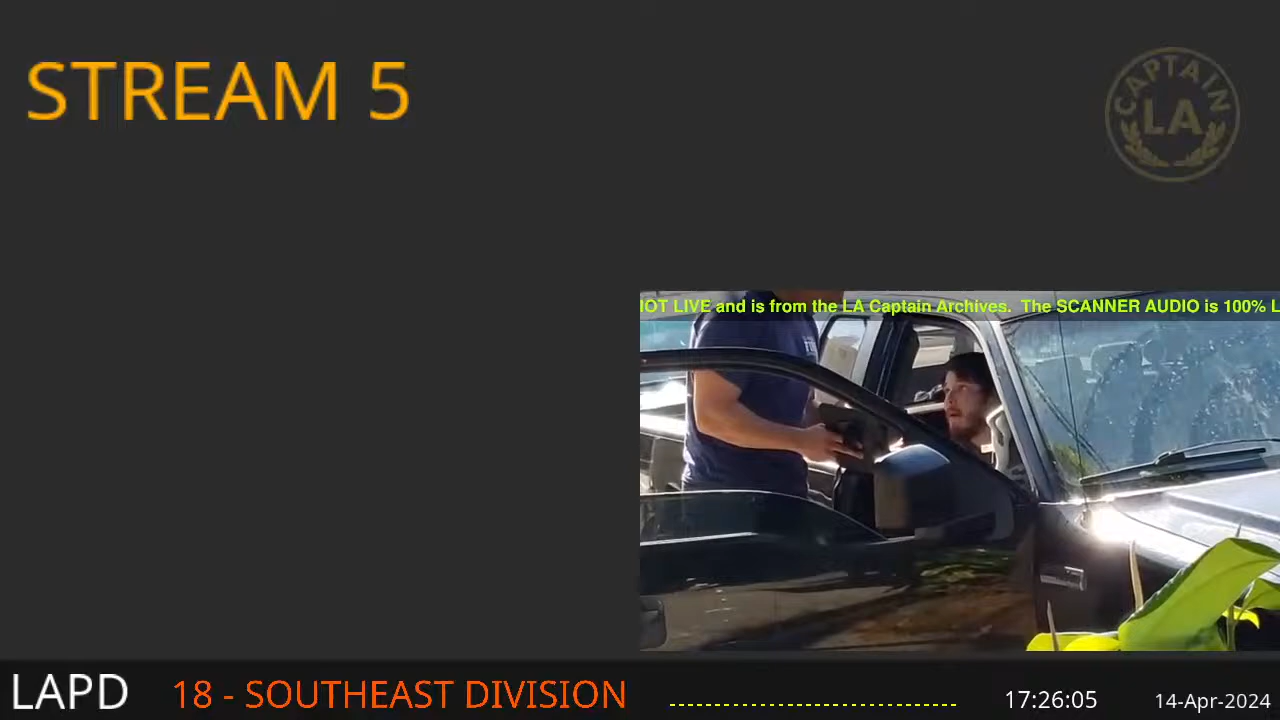 STREAM 5
CAPTAIN
LA
IOT LIVE and is from the LA Captain Archives. The SCANNER AUDIO is 100% L
LAPD 18 - SOUTHEAST DIVISION 17:26:05 14-Apr-2024